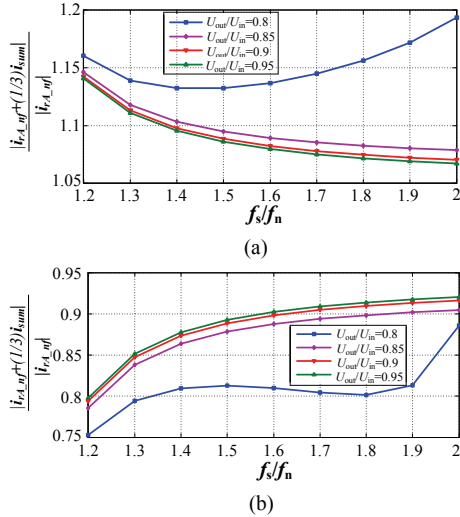 1.2
1.15
1.1
1.05
|i_rA_nf+(1/3)i_sum|
|i_rA_nf|
U_out/U_in=0.8
U_out/U_in=0.85
U_out/U_in=0.9
U_out/U_in=0.95
1.2 1.3 1.4 1.5 1.6 1.7 1.8 1.9 2
f_s/f_n
(a)
0.95
0.9
0.85
0.8
0.75
|i_rA_nf+(1/3)i_sum|
|i_rA_nf|
U_out/U_in=0.8
U_out/U_in=0.85
U_out/U_in=0.9
U_out/U_in=0.95
1.2 1.3 1.4 1.5 1.6 1.7 1.8 1.9 2
f_s/f_n
(b)